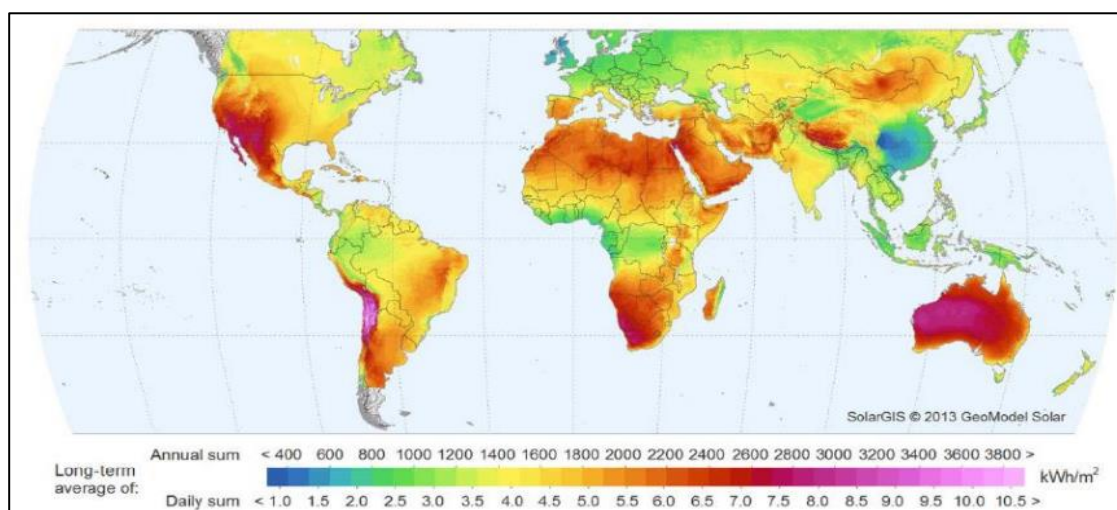 SolarGIS © 2013 GeoModel Solar
Annual sum < 400 600 800 1000 1200 1400 1600 1800 2000 2200 2400 2600 2800 3000 3200 3400 3600 3800 >
Long-term
average of:
kWh/m²
Daily sum < 1.0 1.5 2.0 2.5 3.0 3.5 4.0 4.5 5.0 5.5 6.0 6.5 7.0 7.5 8.0 8.5 9.0 9.5 10.0 10.5 >